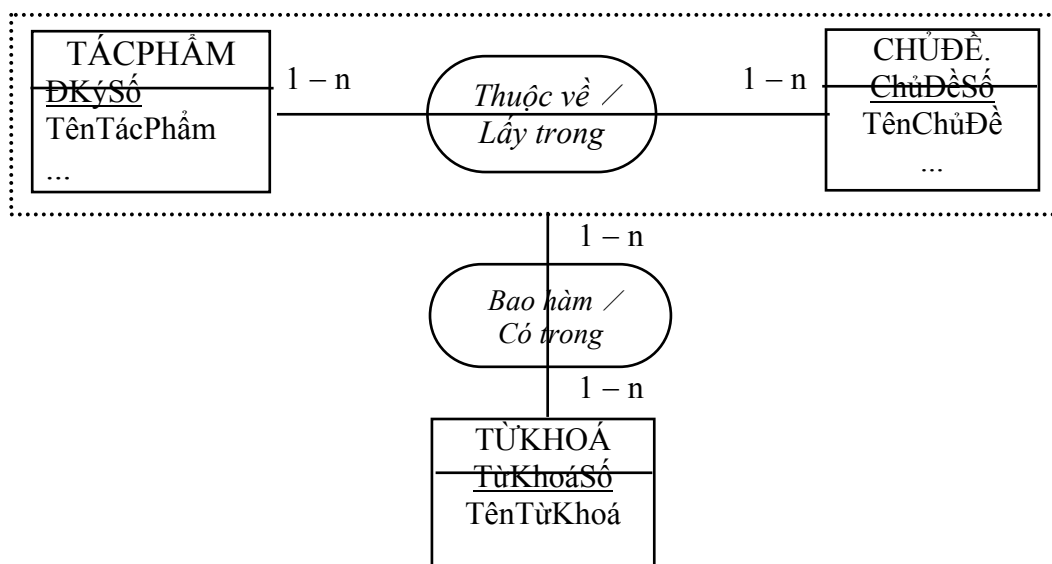 TÁCPHẨM
ĐKýSố
TênTácPhẩm
...
1 – n
Thuộc về /
Lấy trong
1 – n
CHỦĐỀ.
ChủĐềSố
TênChủĐề
...
1 – n
Bao hàm /
Có trong
1 – n
TỪKHOÁ
TừKhoáSố
TênTừKhoá